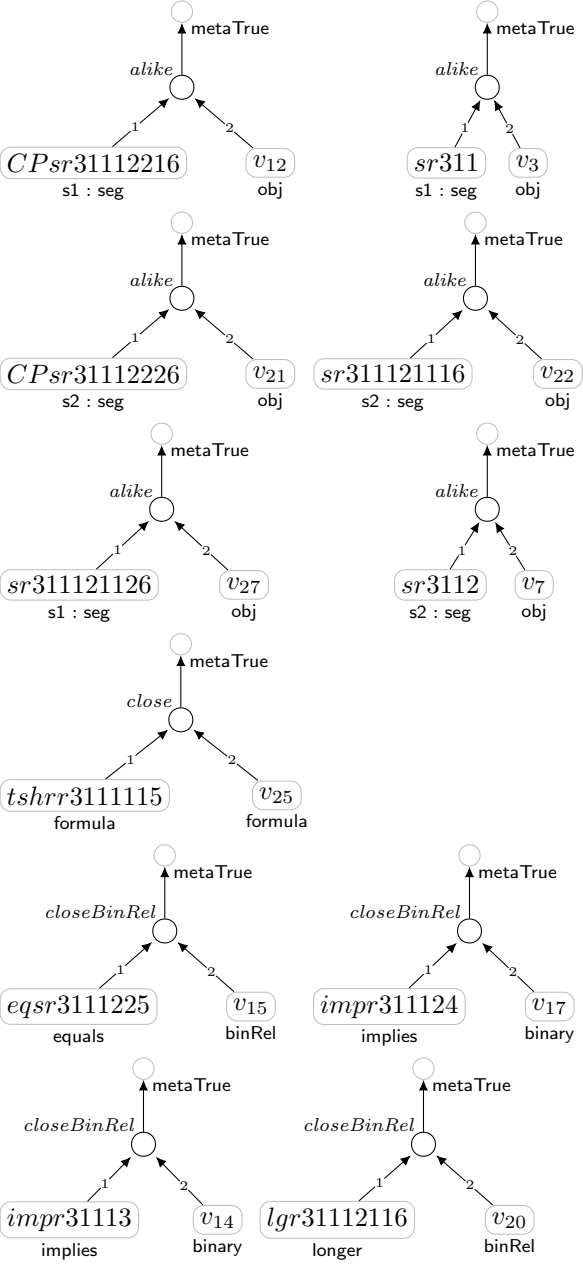 metaTrue metaTrue
alike alike
1 2 1 2
CPsr31112216 v12 sr311 v3
s1 : seg obj s1 : seg obj
metaTrue metaTrue
alike alike
1 2 1 2
CPsr31112226 v21 sr311121116 v22
s2 : seg obj s2 : seg obj
metaTrue metaTrue
alike alike
1 2 1 2
sr311121126 v27 sr3112 v7
s1 : seg obj s2 : seg obj
metaTrue
close
1 2
tshrr3111115 v25
formula formula
metaTrue metaTrue
closeBinRel closeBinRel
1 2 1 2
eqsr3111225 v15 impr311124 v17
equals binRel implies binary
metaTrue metaTrue
closeBinRel closeBinRel
1 2 1 2
impr31113 v14 lgr31112116 v20
implies binary longer binRel